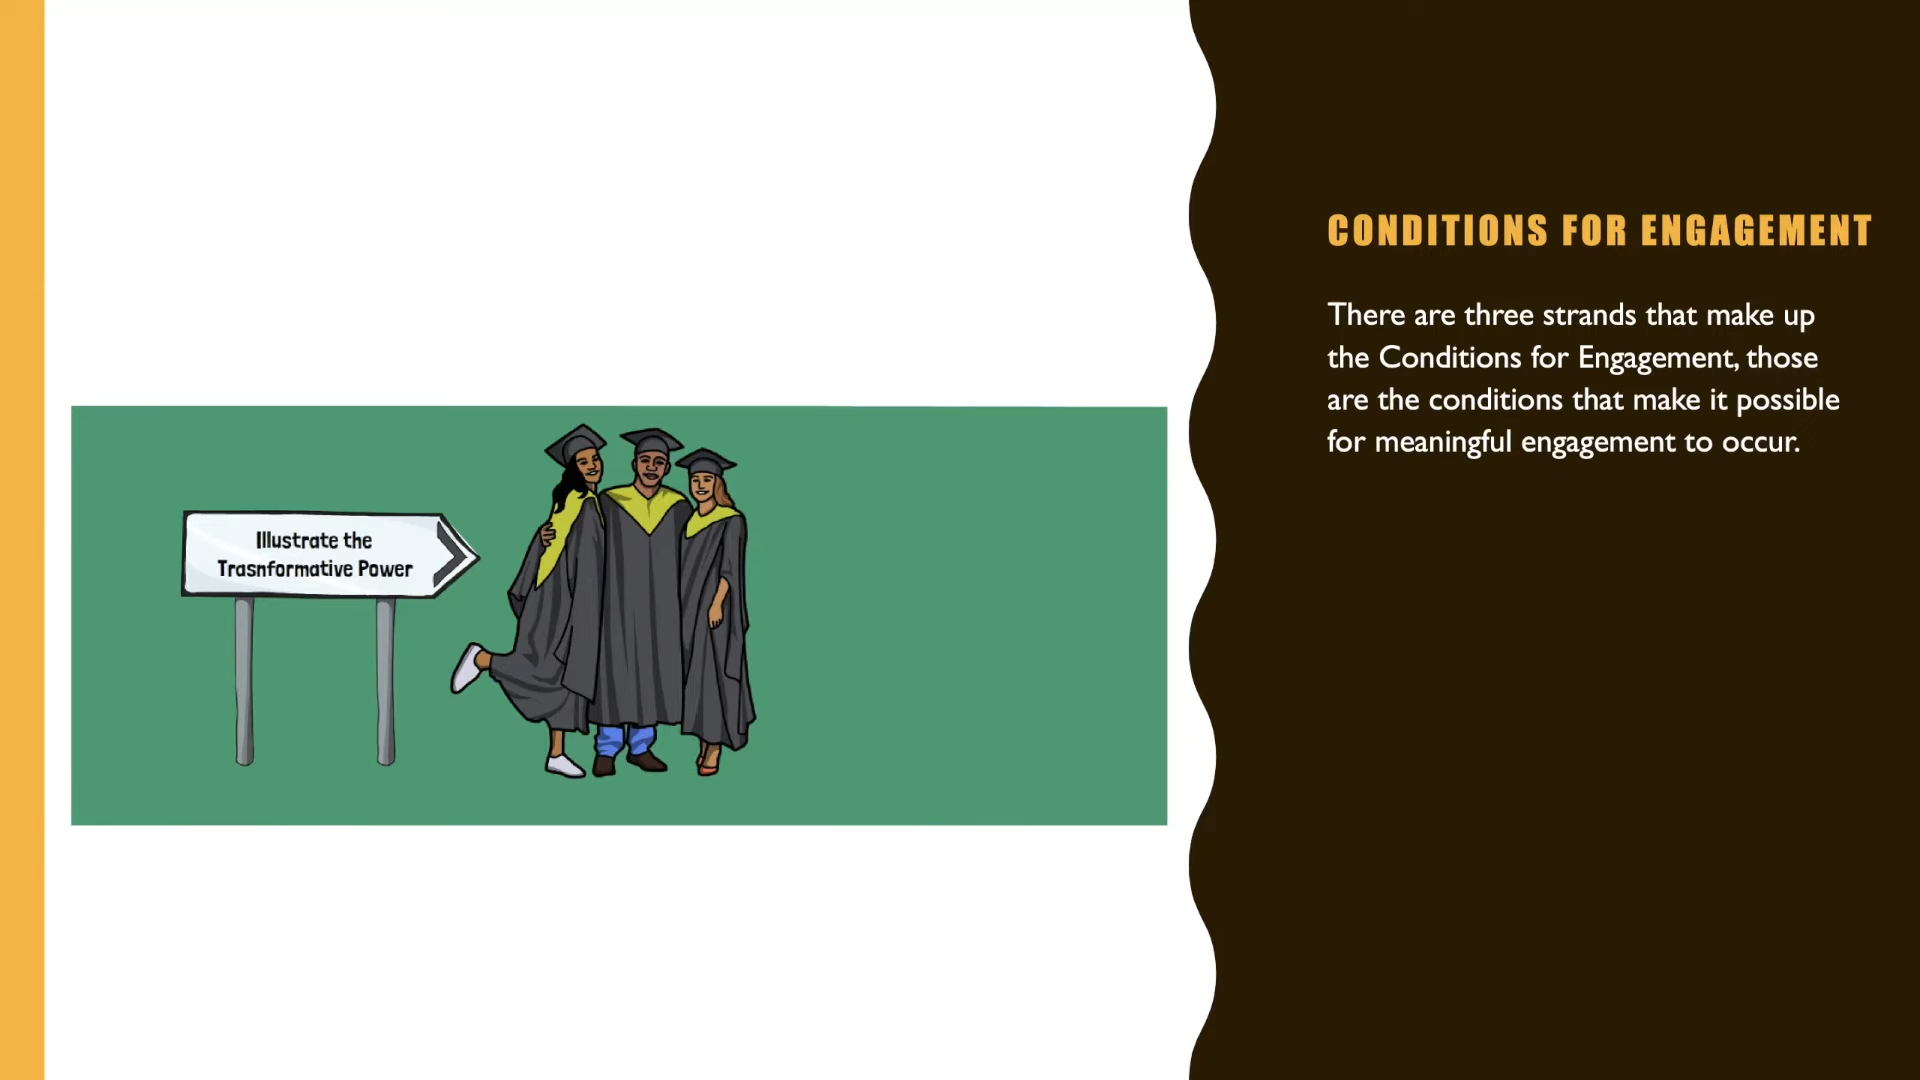 Illustrate the
Trasnformative Power
CONDITIONS FOR ENGAGEMENT
There are three strands that make up
the Conditions for Engagement, those
are the conditions that make it possible
for meaningful engagement to occur.